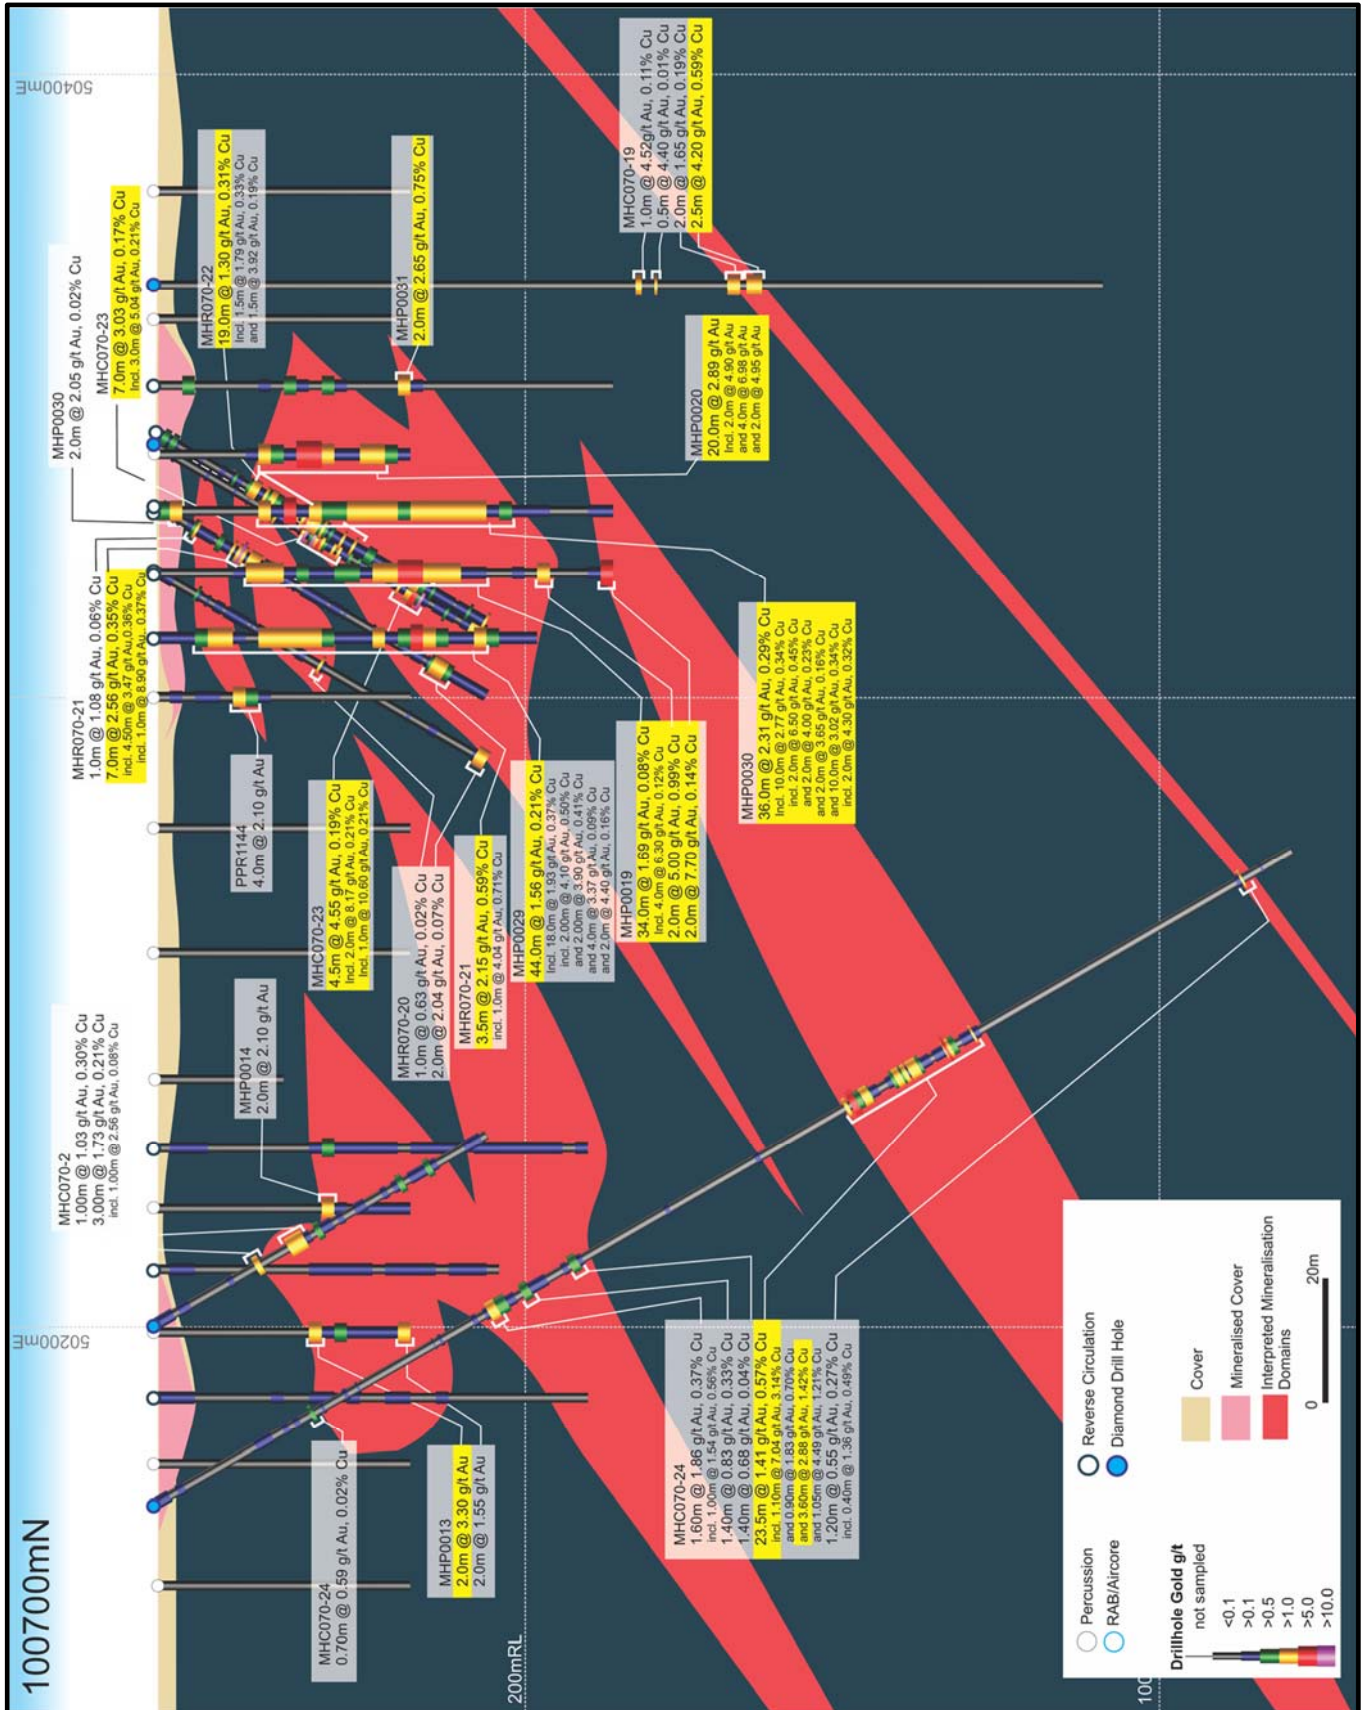 100700mN
50200mE
50400mE
200mRL
100
MHC070-2
1.00m @ 1.03 g/t Au, 0.30% Cu
3.00m @ 1.73 g/t Au, 0.21% Cu
incl. 1.00m @ 2.56 g/t Au, 0.08% Cu
MHP0014
2.0m @ 2.10 g/t Au
MHR070-21
1.0m @ 1.08 g/t Au, 0.06% Cu
7.0m @ 2.56 g/t Au, 0.35% Cu
incl. 4.50m @ 3.47 g/t Au,0.36% Cu
incl. 1.0m @ 8.90 g/t Au,. 0.37% Cu
MHP0030
2.0m @ 2.05 g/t Au, 0.02% Cu
MHC070-23
7.0m @ 3.03 g/t Au, 0.17% Cu
Incl. 3.0m @ 5.04 g/t Au, 0.21% Cu
MHR070-22
19.0m @ 1.30 g/t Au, 0.31% Cu
Incl. 1.5m @ 1.79 g/t Au, 0.33% Cu
and 1.5m @ 3.92 g/t Au, 0.19% Cu
MHP0031
2.0m @ 2.65 g/t Au, 0.75% Cu
MHC070-19
1.0m @ 4.52g/t Au, 0.11% Cu
0.5m @ 4.40 g/t Au, 0.01% Cu
2.0m @ 1.65 g/t Au, 0.19% Cu
2.5m @ 4.20 g/t Au, 0.59% Cu
MHP0020
20.0m @ 2.89 g/t Au
Incl. 2.0m @ 4.90 g/t Au
and 4.0m @ 6.98 g/t Au
and 2.0m @ 4.95 g/t Au
PPR1144
4.0m @ 2.10 g/t Au
MHC070-23
4.5m @ 4.55 g/t Au, 0.19% Cu
Incl. 2.0m @ 8.17 g/t Au, 0.21% Cu
Incl. 1.0m @ 10.60 g/t Au, 0.21% Cu
MHR070-20
1.0m @ 0.63 g/t Au, 0.02% Cu
2.0m @ 2.04 g/t Au, 0.07% Cu
MHR070-21
3.5m @ 2.15 g/t Au, 0.59% Cu
incl. 1.0m @ 4.04 g/t Au, 0.71% Cu
MHP0029
44.0m @ 1.56 g/t Au, 0.21% Cu
Incl. 18.0m @ 1.93 g/t Au, 0.37% Cu
incl. 2.00m @ 4.10 g/t Au, 0.50% Cu
and 2.00m @ 3.90 g/t Au, 0.41% Cu
and 4.0m @ 3.37 g/t Au, 0.09% Cu
and 2.0m @ 4.40 g/t Au, 0.16% Cu
MHP0019
34.0m @ 1.69 g/t Au, 0.08% Cu
Incl. 4.0m @ 6.30 g/t Au, 0.12% Cu
2.0m @ 5.00 g/t Au, 0.99% Cu
2.0m @ 7.70 g/t Au, 0.14% Cu
MHP0030
36.0m @ 2.31 g/t Au, 0.29% Cu
Incl. 10.0m @ 2.77 g/t Au, 0.34% Cu
incl. 2.0m @ 6.50 g/t Au, 0.45% Cu
and 2.0m @ 4.00 g/t Au, 0.23% Cu
and 2.0m @ 3.65 g/t Au, 0.16% Cu
and 10.0m @ 3.02 g/t Au, 0.34% Cu
incl. 2.0m @ 4.30 g/t Au, 0.32% Cu
MHC070-24
0.70m @ 0.59 g/t Au, 0.02% Cu
MHP0013
2.0m @ 3.30 g/t Au
2.0m @ 1.55 g/t Au
MHC070-24
1.60m @ 1.86 g/t Au, 0.37% Cu
incl. 1.00m @ 1.54 g/t Au, 0.56% Cu
1.40m @ 0.83 g/t Au, 0.33% Cu
1.40m @ 0.68 g/t Au, 0.04% Cu
23.5m @ 1.41 g/t Au, 0.57% Cu
incl. 1.10m @ 7.04 g/t Au, 3.14% Cu
and 0.90m @ 1.83 g/t Au, 0.70% Cu
and 3.60m @ 2.88 g/t Au, 1.42% Cu
and 1.05m @ 4.49 g/t Au, 1.21% Cu
1.20m @ 0.55 g/t Au, 0.27% Cu
incl. 0.40m @ 1.36 g/t Au, 0.49% Cu
Percussion
RAB/Aircore
Reverse Circulation
Diamond Drill Hole
Drillhole Gold g/t
not sampled
<0.1
>0.1
>0.5
>1.0
>5.0
>10.0
Cover
Mineralised Cover
Interpreted Mineralisation
Domains
0
20m